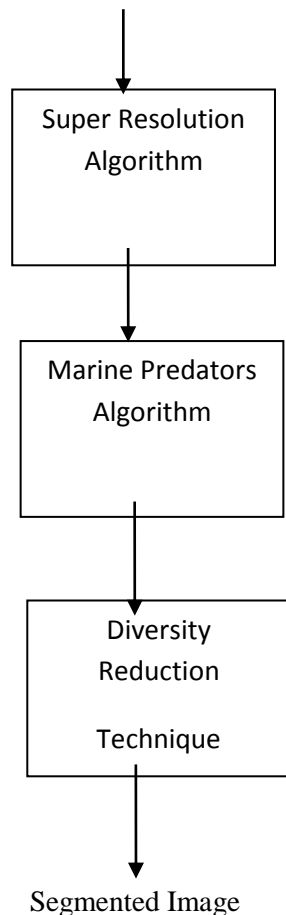 Super Resolution
Algorithm
Marine Predators
Algorithm
Diversity
Reduction
Technique
Segmented Image